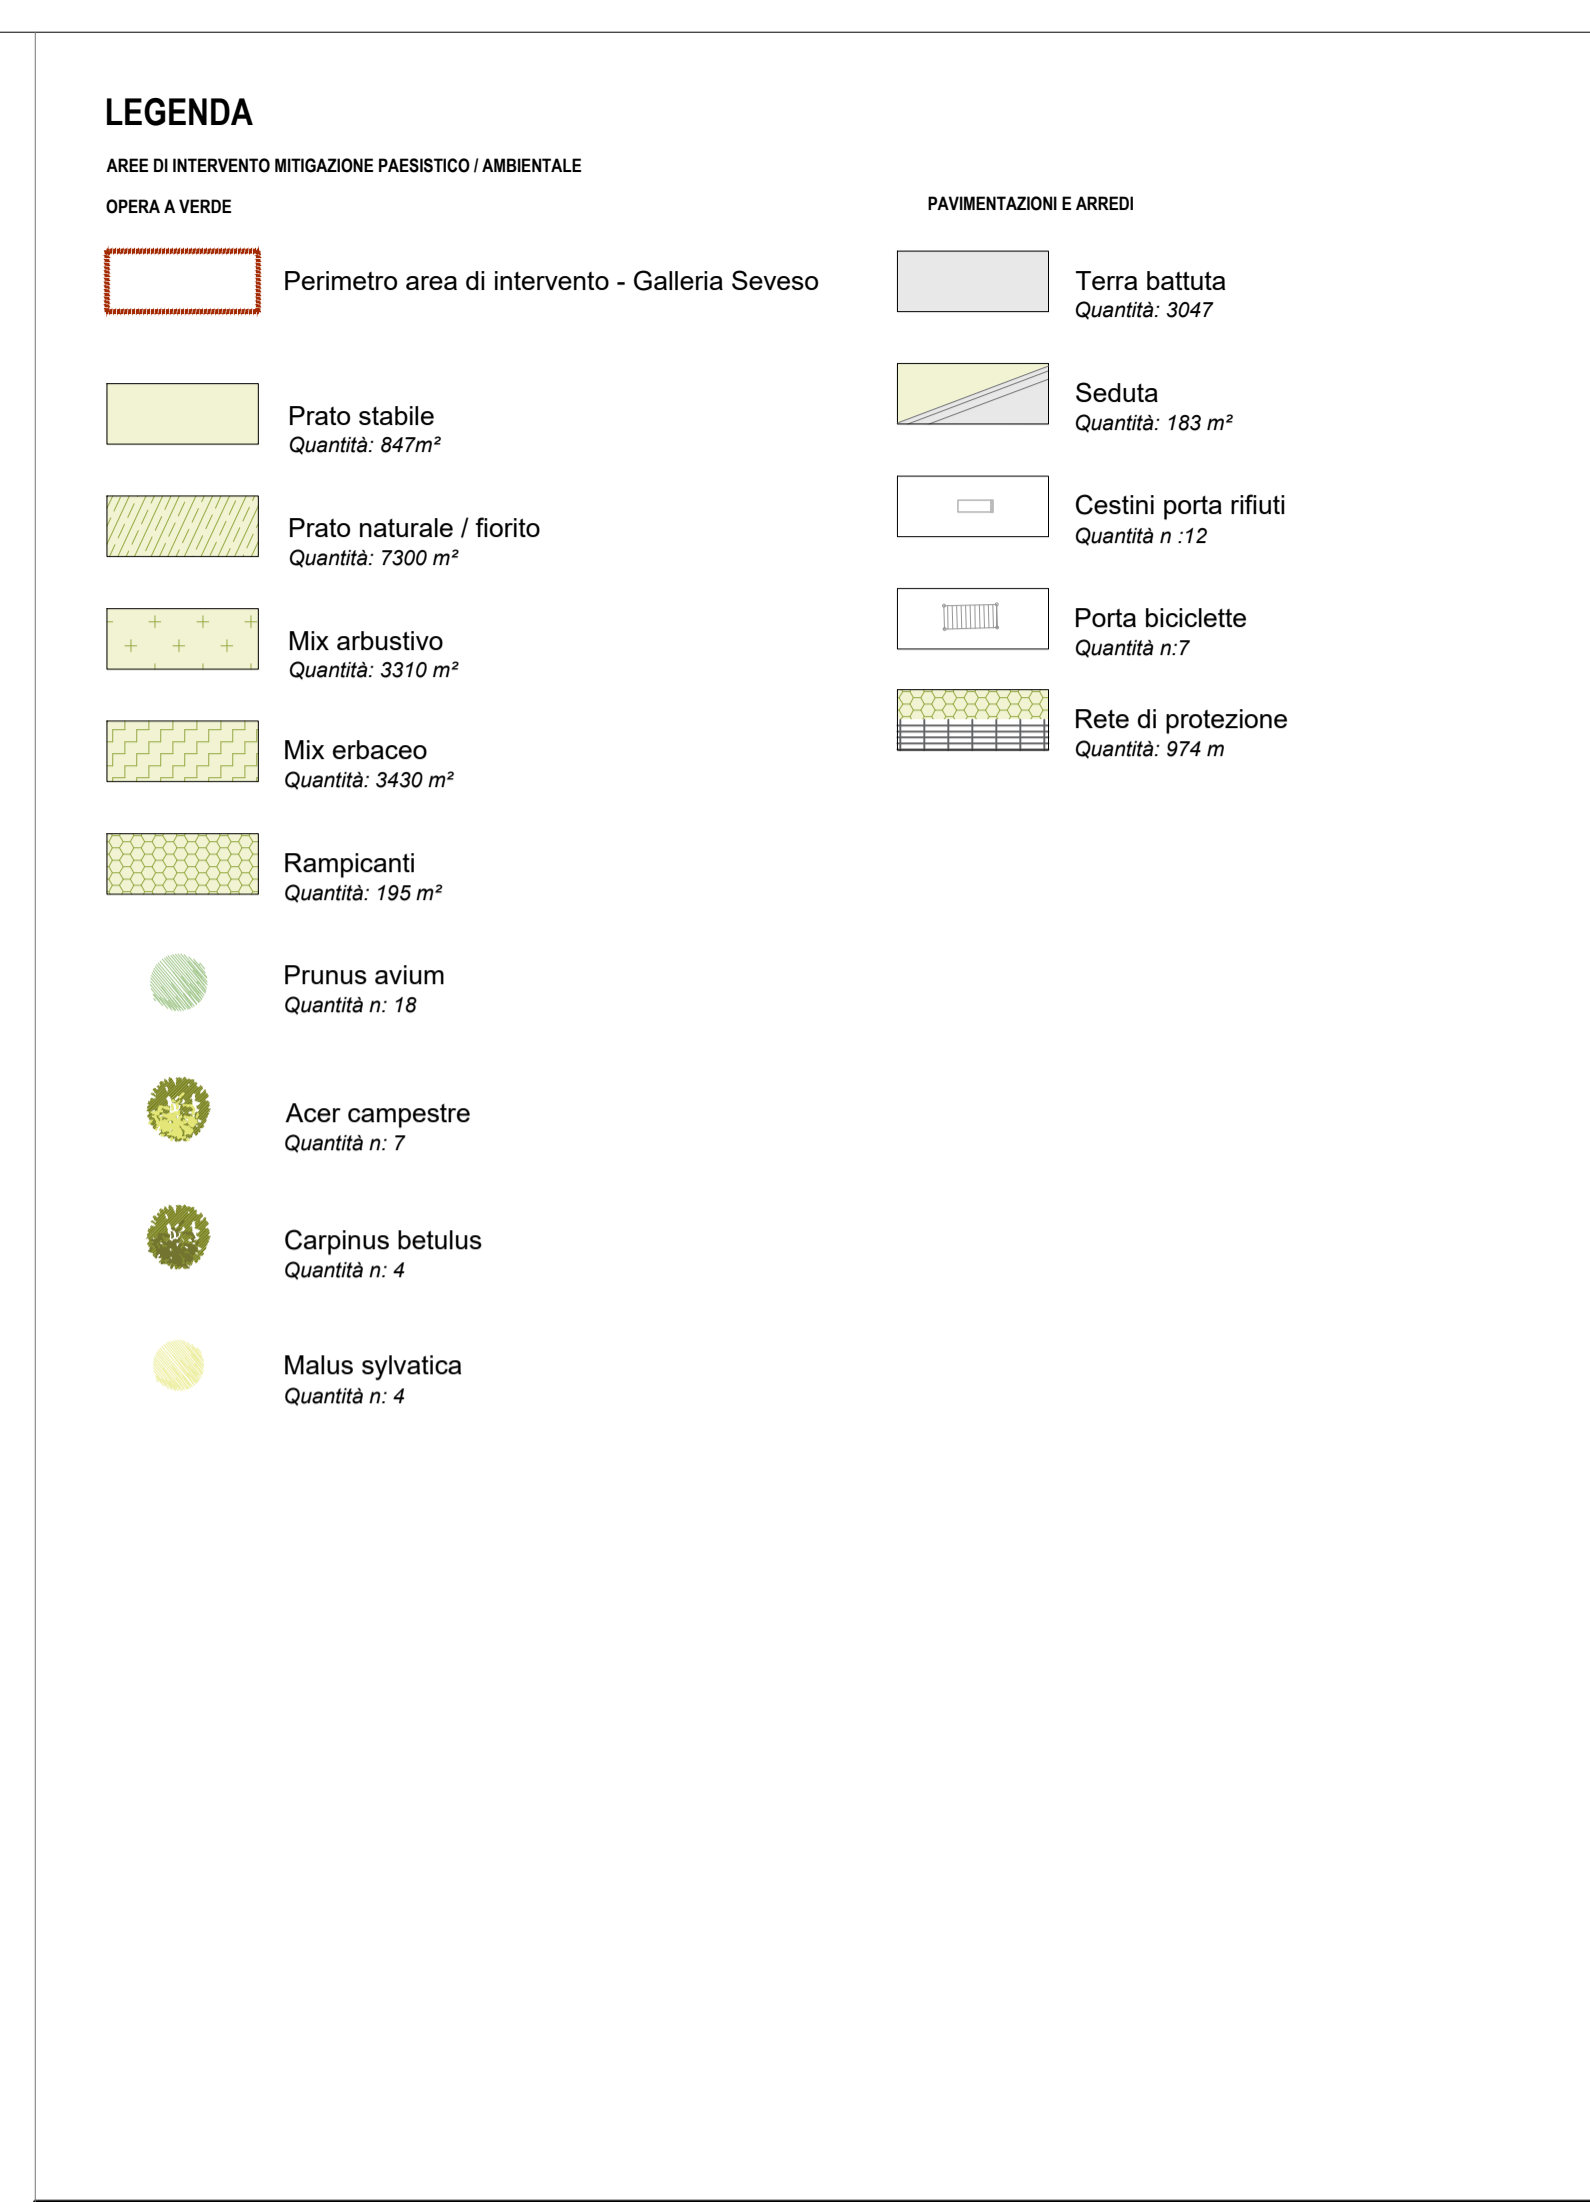 LEGENDA
AREE DI INTERVENTO MITIGAZIONE PAESISTICO / AMBIENTALE
OPERA A VERDE
Perimetro area di intervento - Galleria Seveso
Prato stabile
Quantità: 847m²
Prato naturale / fiorito
Quantità: 7300 m²
Mix arbustivo
Quantità: 3310 m²
Mix erbaceo
Quantità: 3430 m²
Rampicanti
Quantità: 195 m²
Prunus avium
Quantità n: 18
Acer campestre
Quantità n: 7
Carpinus betulus
Quantità n: 4
Malus sylvatica
Quantità n: 4
PAVIMENTAZIONI E ARREDI
Terra battuta
Quantità: 3047
Seduta
Quantità: 183 m²
Cestini porta rifiuti
Quantità n :12
Porta biciclette
Quantità n:7
Rete di protezione
Quantità: 974 m